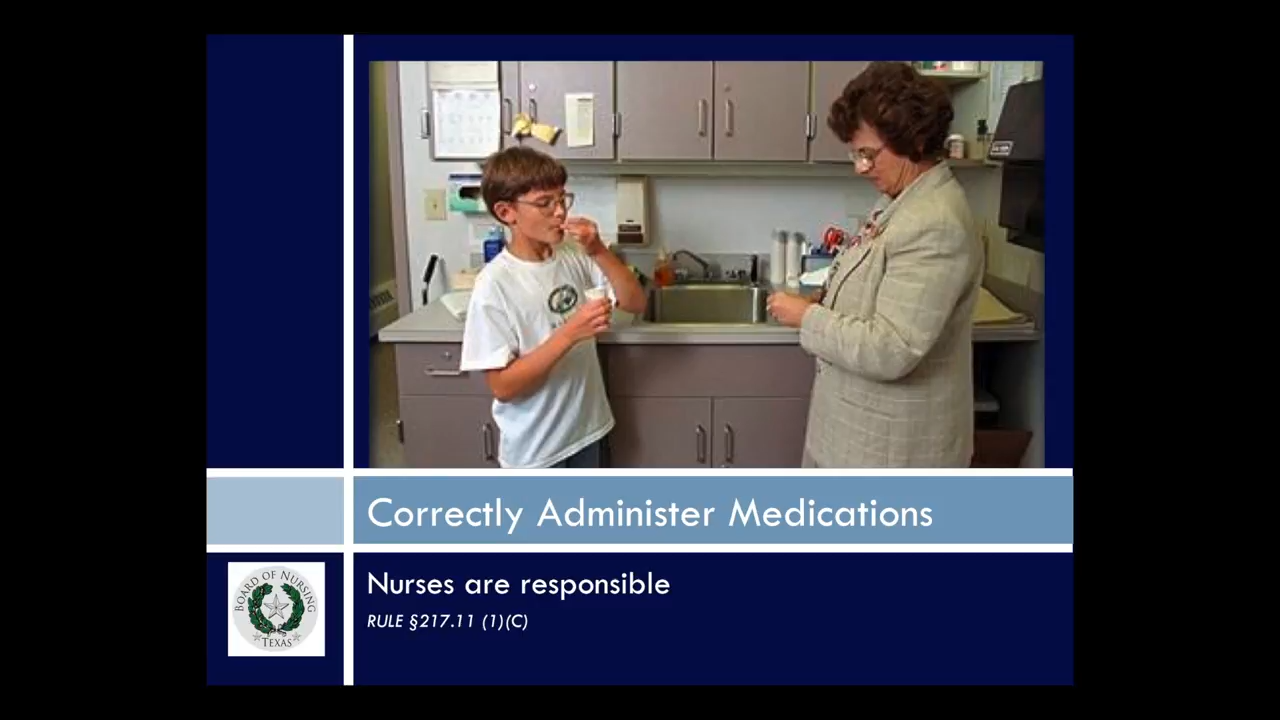 Correctly Administer Medications
Nurses are responsible
RULE §217.11 (1)(C)
BOARD OF NURSING
TEXAS